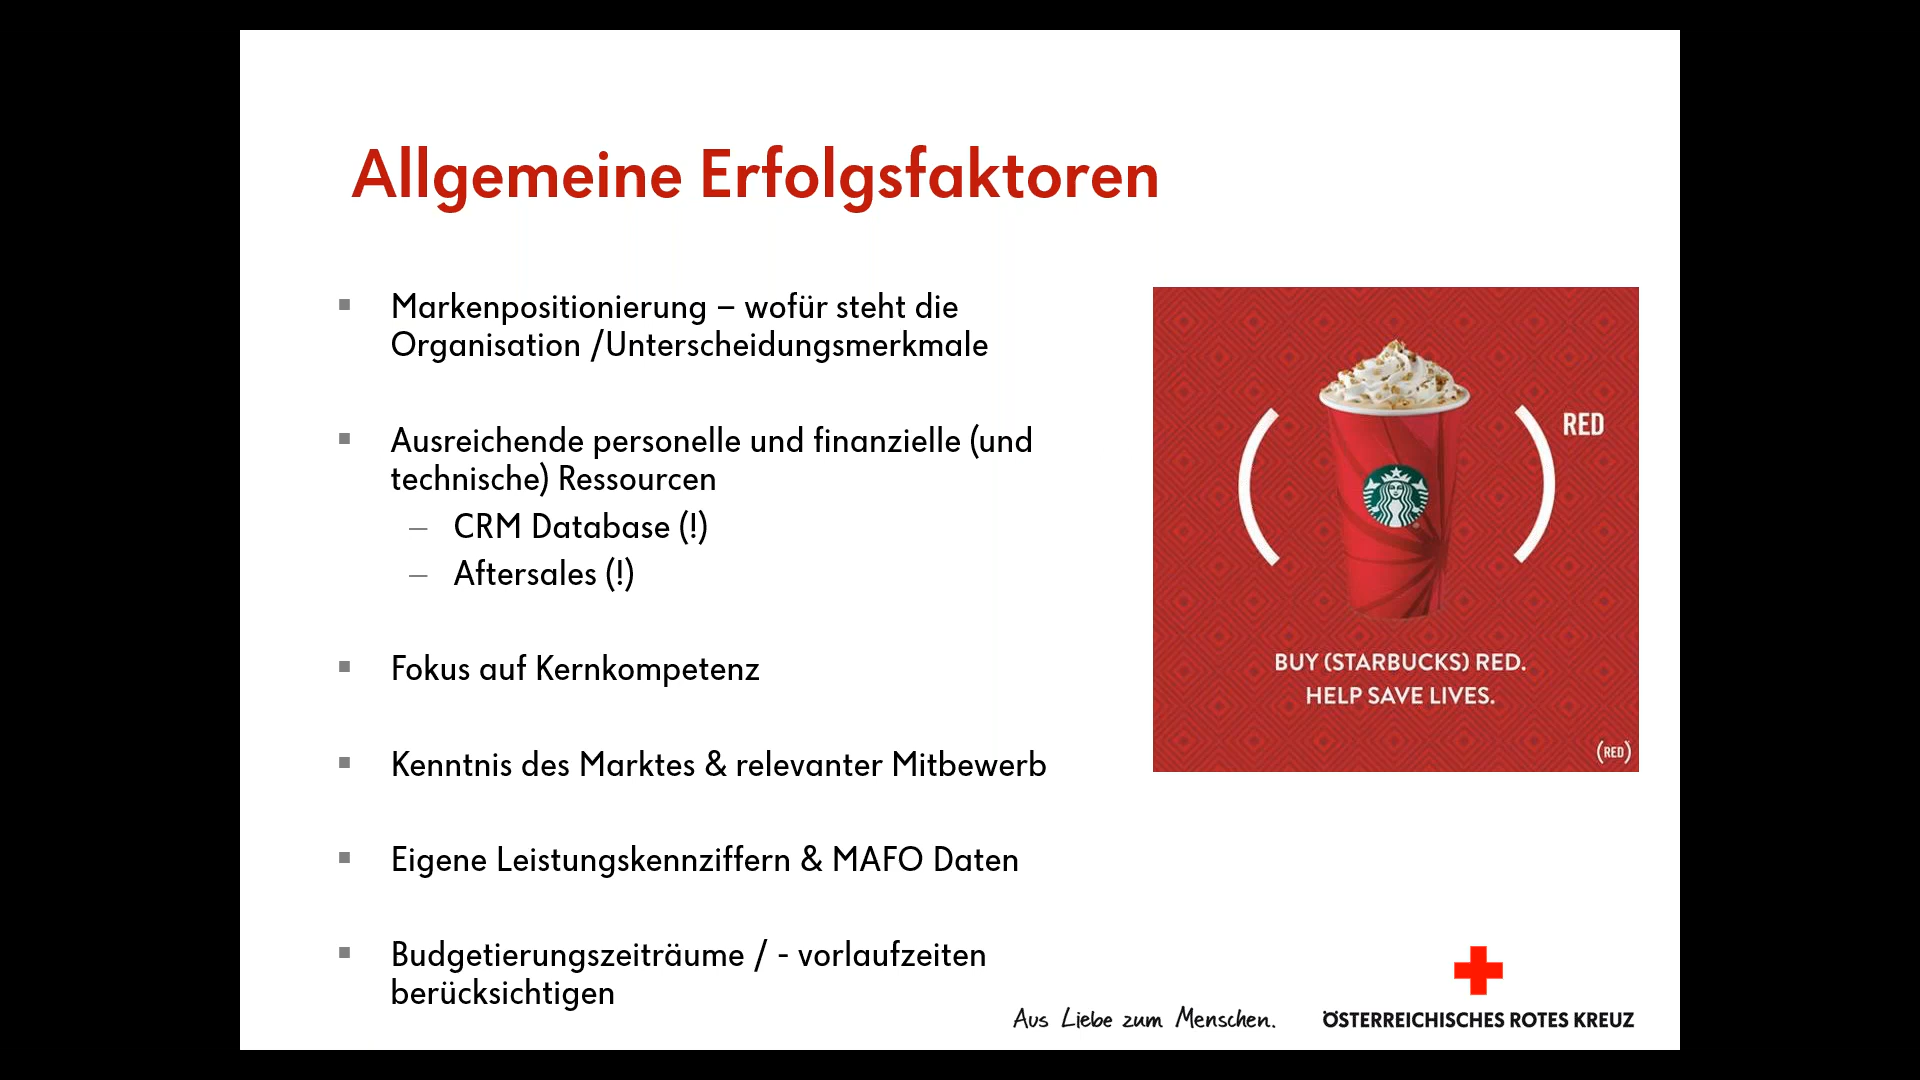 Allgemeine Erfolgsfaktoren
Markenpositionierung – wofür steht die
Organisation /Unterscheidungsmerkmale
Ausreichende personelle und finanzielle (und
technische) Ressourcen
– CRM Database (!)
– Aftersales (!)
Fokus auf Kernkompetenz
Kenntnis des Marktes & relevanter Mitbewerb
Eigene Leistungskennziffern & MAFO Daten
Budgetierungszeiträume / - vorlaufzeiten
berücksichtigen
RED
BUY (STARBUCKS) RED.
HELP SAVE LIVES.
(RED)
Aus Liebe zum Menschen.
ÖSTERREICHISCHES ROTES KREUZ